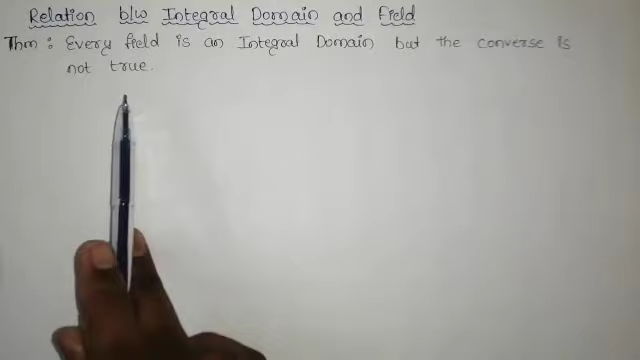 Relation b/w Integral Domain and Field
Thm : Every field is an Integral Domain but the converse is
not true.